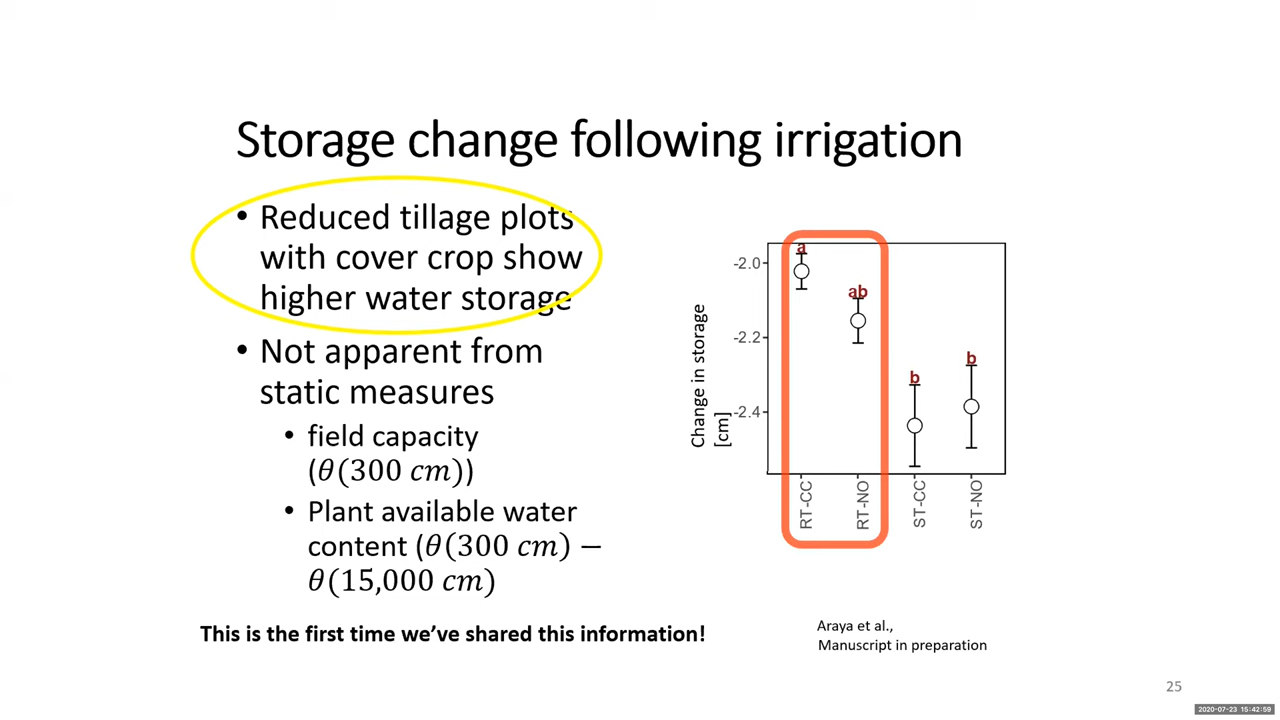 Storage change following irrigation
• Reduced tillage plots
with cover crop show
higher water storage
• Not apparent from
static measures
• field capacity
(θ(300 cm))
• Plant available water
content (θ(300 cm) −
θ(15,000 cm)
This is the first time we’ve shared this information!
Change in storage
[cm]
-2.0
-2.2
-2.4
a
ab
b
b
RT-CC
RT-NO
ST-CC
ST-NO
Araya et al.,
Manuscript in preparation
25
2020-07-23 15:42:59